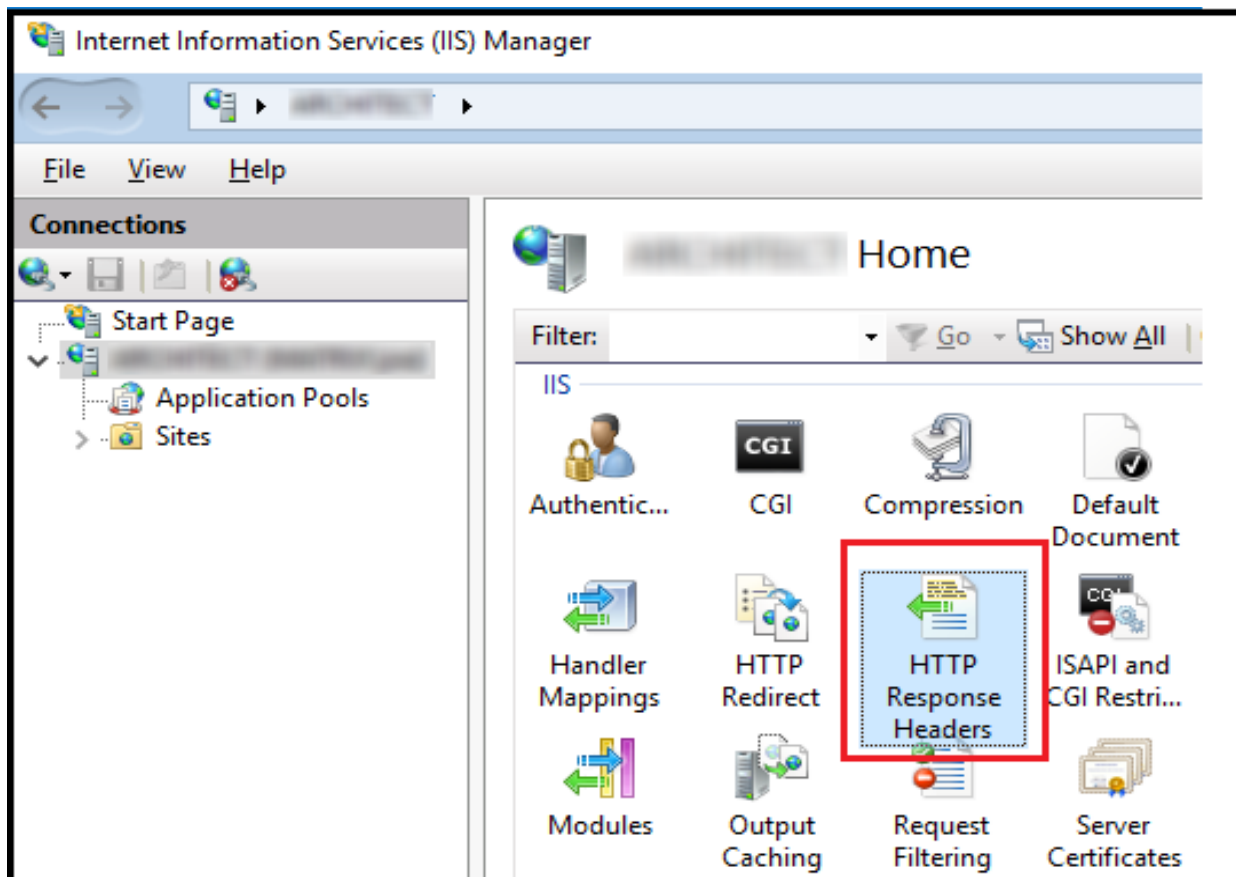 Internet Information Services (IIS) Manager
File View Help
Connections
Start Page
Application Pools
Sites
Home
Filter:
Go
Show All
IIS
Authentic...
CGI
CGI
Compression
Default
Document
Handler
Mappings
HTTP
Redirect
HTTP
Response
Headers
ISAPI and
CGI Restri...
Modules
Output
Caching
Request
Filtering
Server
Certificates